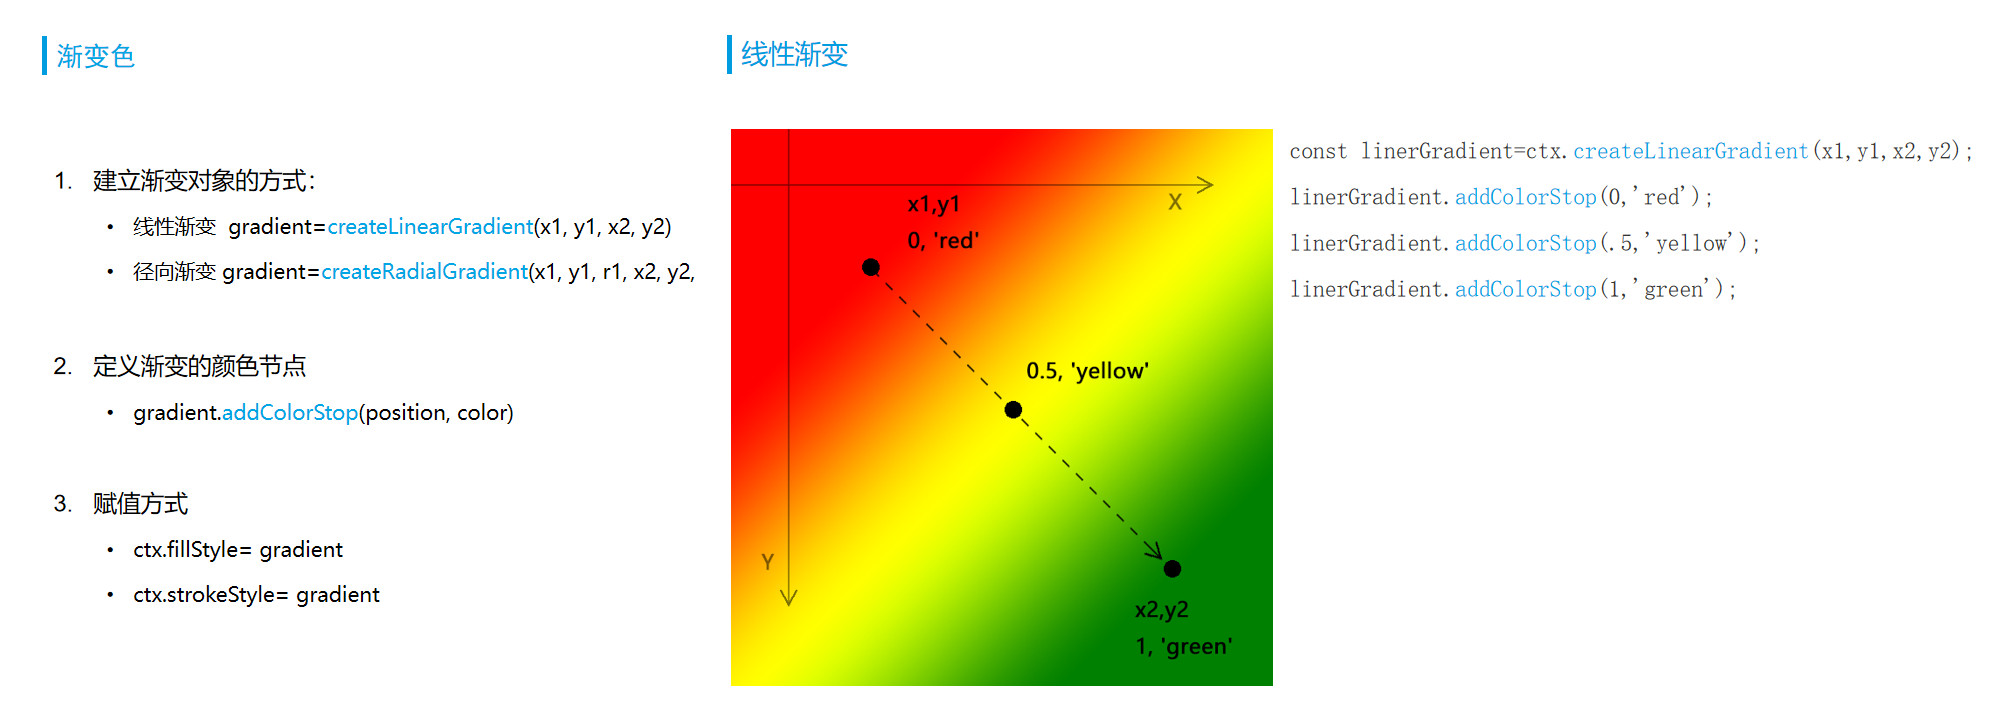 渐变色
1. 建立渐变对象的方式：
• 线性渐变 gradient=createLinearGradient(x1, y1, x2, y2)
• 径向渐变 gradient=createRadialGradient(x1, y1, r1, x2, y2,
2. 定义渐变的颜色节点
• gradient.addColorStop(position, color)
3. 赋值方式
• ctx.fillStyle= gradient
• ctx.strokeStyle= gradient
线性渐变
X
x1,y1
0, 'red'
0.5, 'yellow'
Y
x2,y2
1, 'green'
const linerGradient=ctx.createLinearGradient(x1,y1,x2,y2);
linerGradient.addColorStop(0,'red');
linerGradient.addColorStop(.5,'yellow');
linerGradient.addColorStop(1,'green');